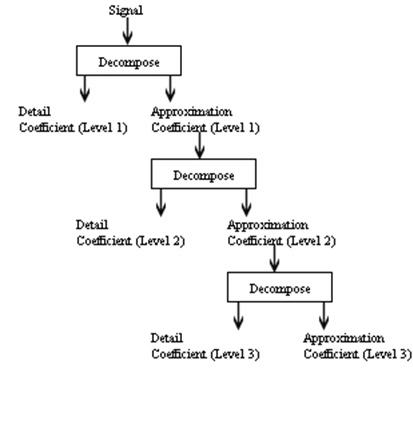 Signal
Decompose
Detail
Coefficient (Level 1)
Approximation
Coefficient (Level 1)
Decompose
Detail
Coefficient (Level 2)
Approximation
Coefficient (Level 2)
Decompose
Detail
Coefficient (Level 3)
Approximation
Coefficient (Level 3)